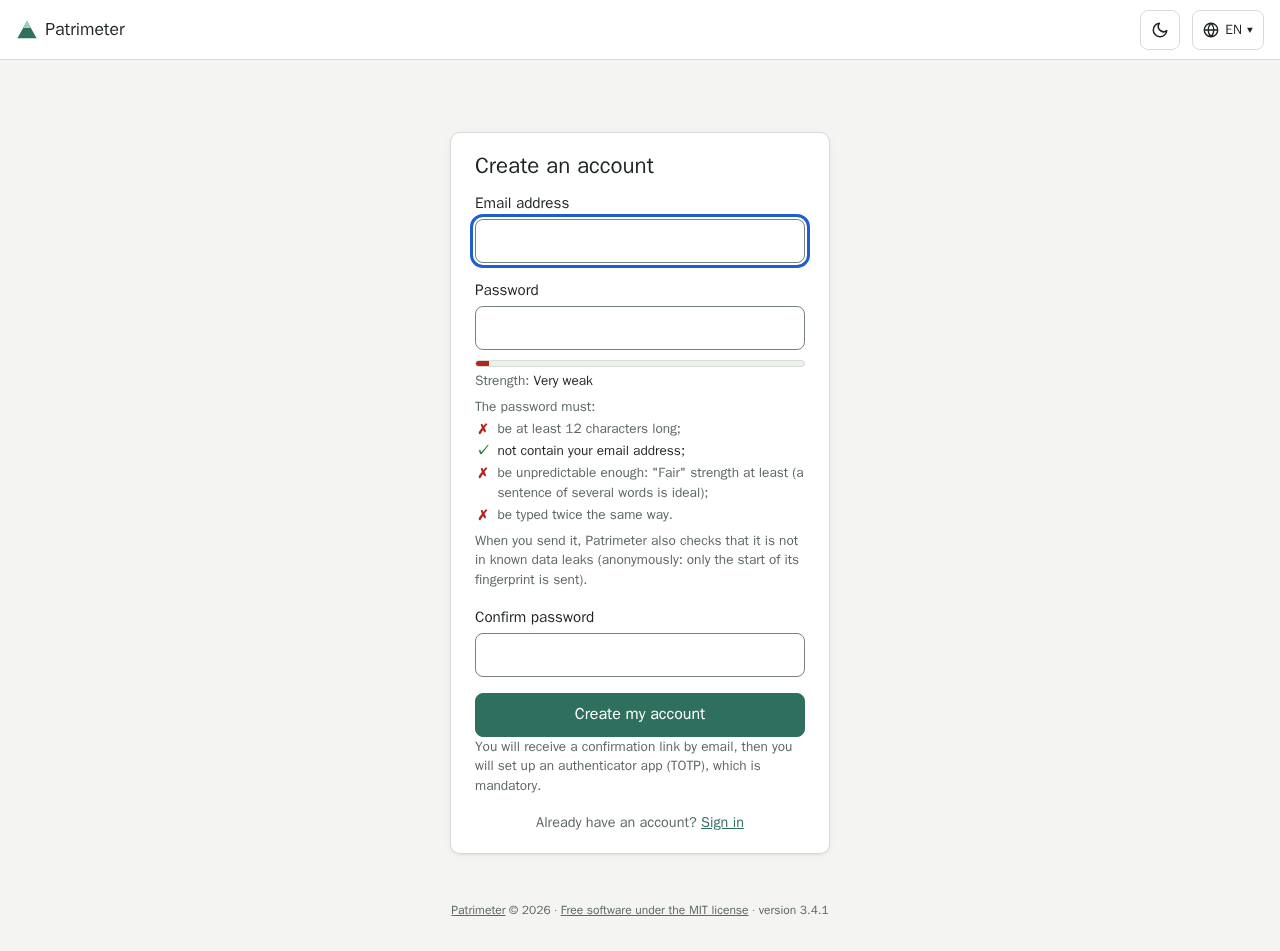 Patrimeter
EN ▾
Create an account
Email address
Password
Strength: Very weak
The password must:
✗ be at least 12 characters long;
✓ not contain your email address;
✗ be unpredictable enough: "Fair" strength at least (a
sentence of several words is ideal);
✗ be typed twice the same way.
When you send it, Patrimeter also checks that it is not
in known data leaks (anonymously: only the start of its
fingerprint is sent).
Confirm password
Create my account
You will receive a confirmation link by email, then you
will set up an authenticator app (TOTP), which is
mandatory.
Already have an account? Sign in
Patrimeter © 2026 · Free software under the MIT license · version 3.4.1